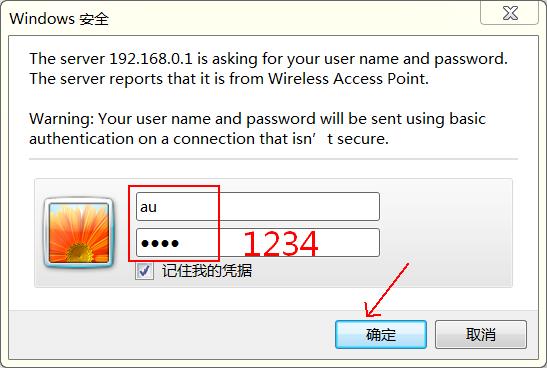 Windows 安全
The server 192.168.0.1 is asking for your user name and password.
The server reports that it is from Wireless Access Point.
Warning: Your user name and password will be sent using basic
authentication on a connection that isn’t secure.
au
●●●● 1234
记住我的凭据
确定 取消